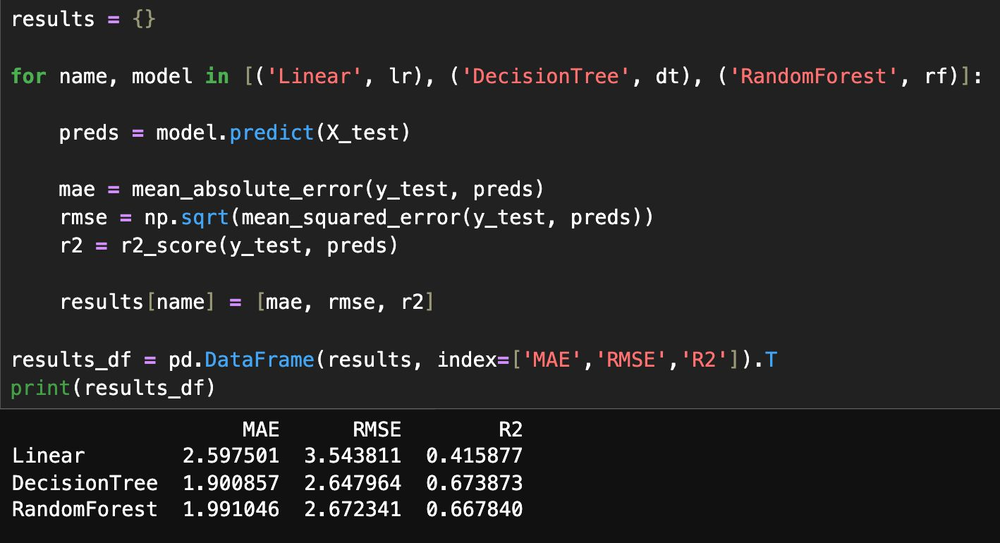 results = {}
for name, model in [('Linear', lr), ('DecisionTree', dt), ('RandomForest', rf)]:
    preds = model.predict(X_test)
    mae = mean_absolute_error(y_test, preds)
    rmse = np.sqrt(mean_squared_error(y_test, preds))
    r2 = r2_score(y_test, preds)
    results[name] = [mae, rmse, r2]
results_df = pd.DataFrame(results, index=['MAE','RMSE','R2']).T
print(results_df)
                   MAE      RMSE        R2
Linear        2.597501  3.543811  0.415877
DecisionTree  1.900857  2.647964  0.673873
RandomForest  1.991046  2.672341  0.667840